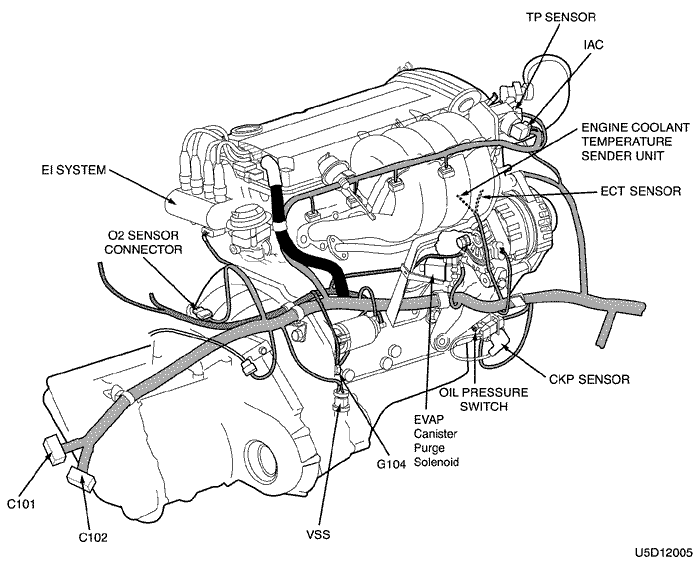 TP SENSOR
IAC
ENGINE COOLANT
TEMPERATURE
SENDER UNIT
EI SYSTEM
ECT SENSOR
O2 SENSOR
CONNECTOR
CKP SENSOR
OIL PRESSURE
SWITCH
EVAP
Canister
Purge
Solenoid
G104
C101
C102
VSS
U5D12005